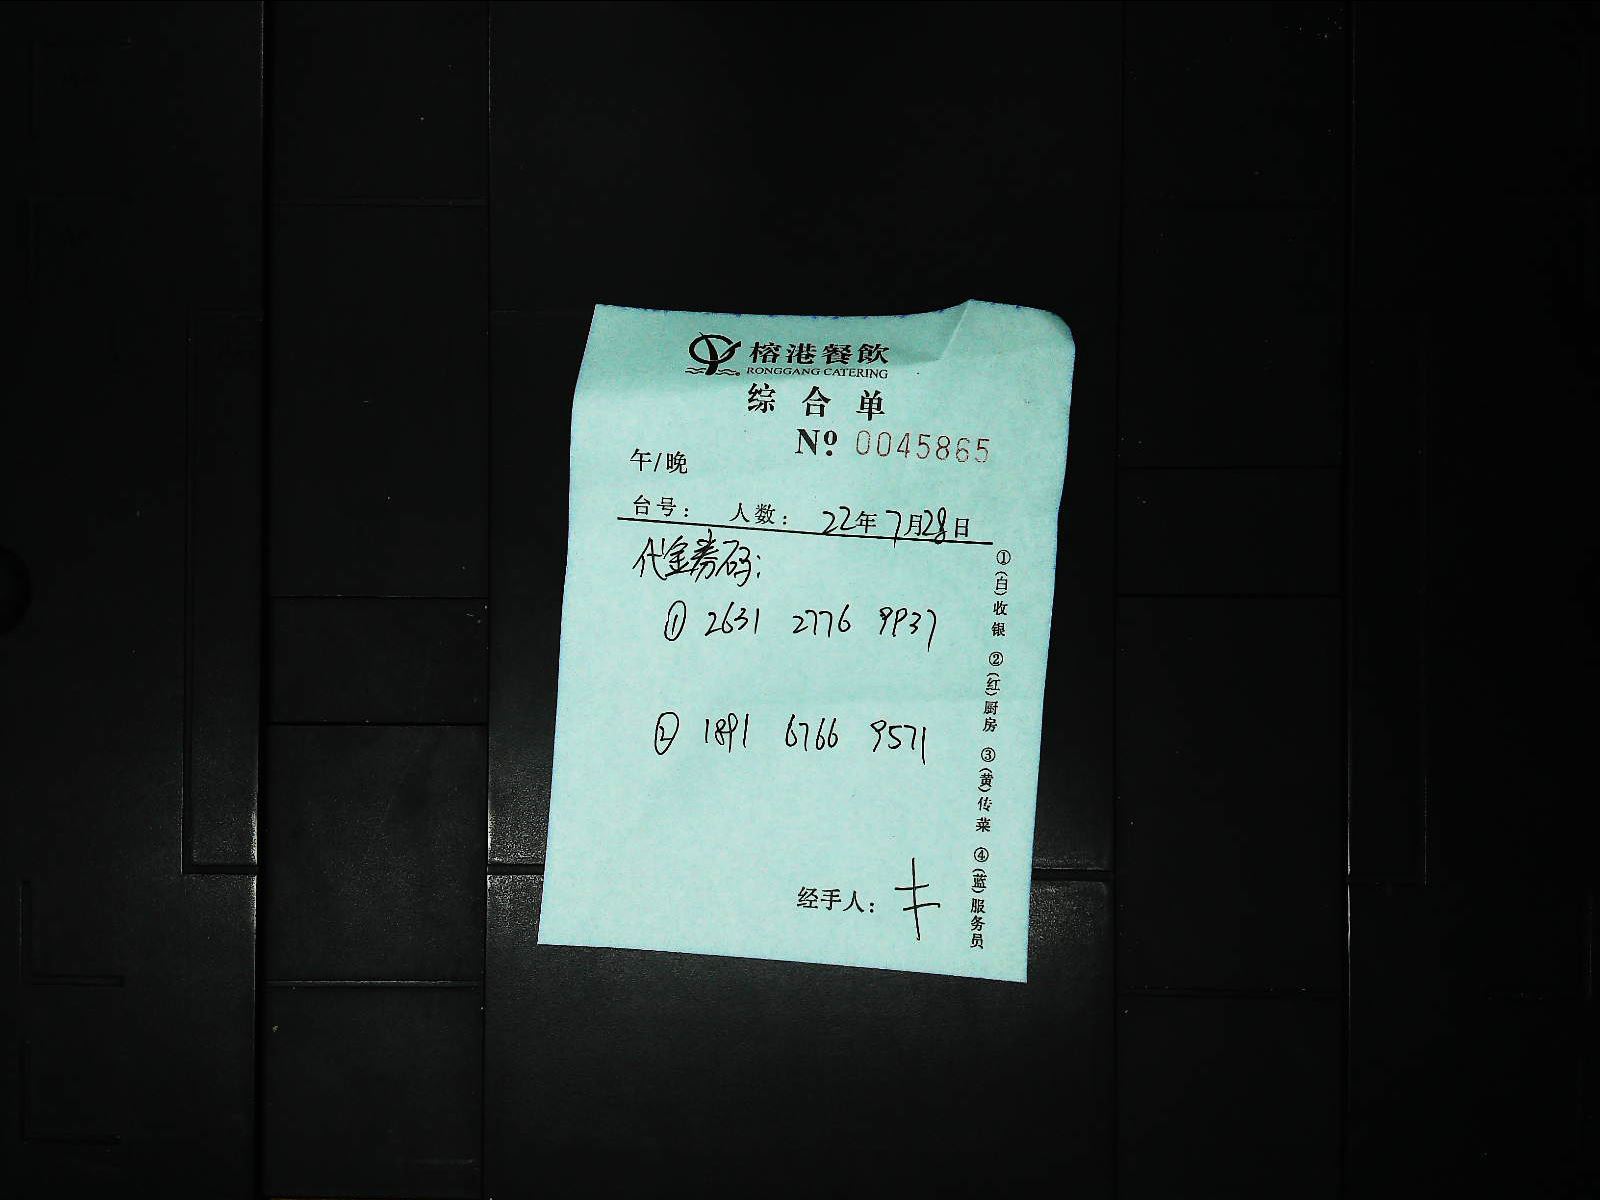 榕港餐飲
RONGGANG CATERING
综合单
Nº: 0045865
午/晚
台号: 人数: 22年7月28日
代金券码:
① 2631 2776 9937
② 1891 6766 9571
经手人:
①(白)收银 ②(红)厨房 ③(黄)传菜 ④(蓝)服务员